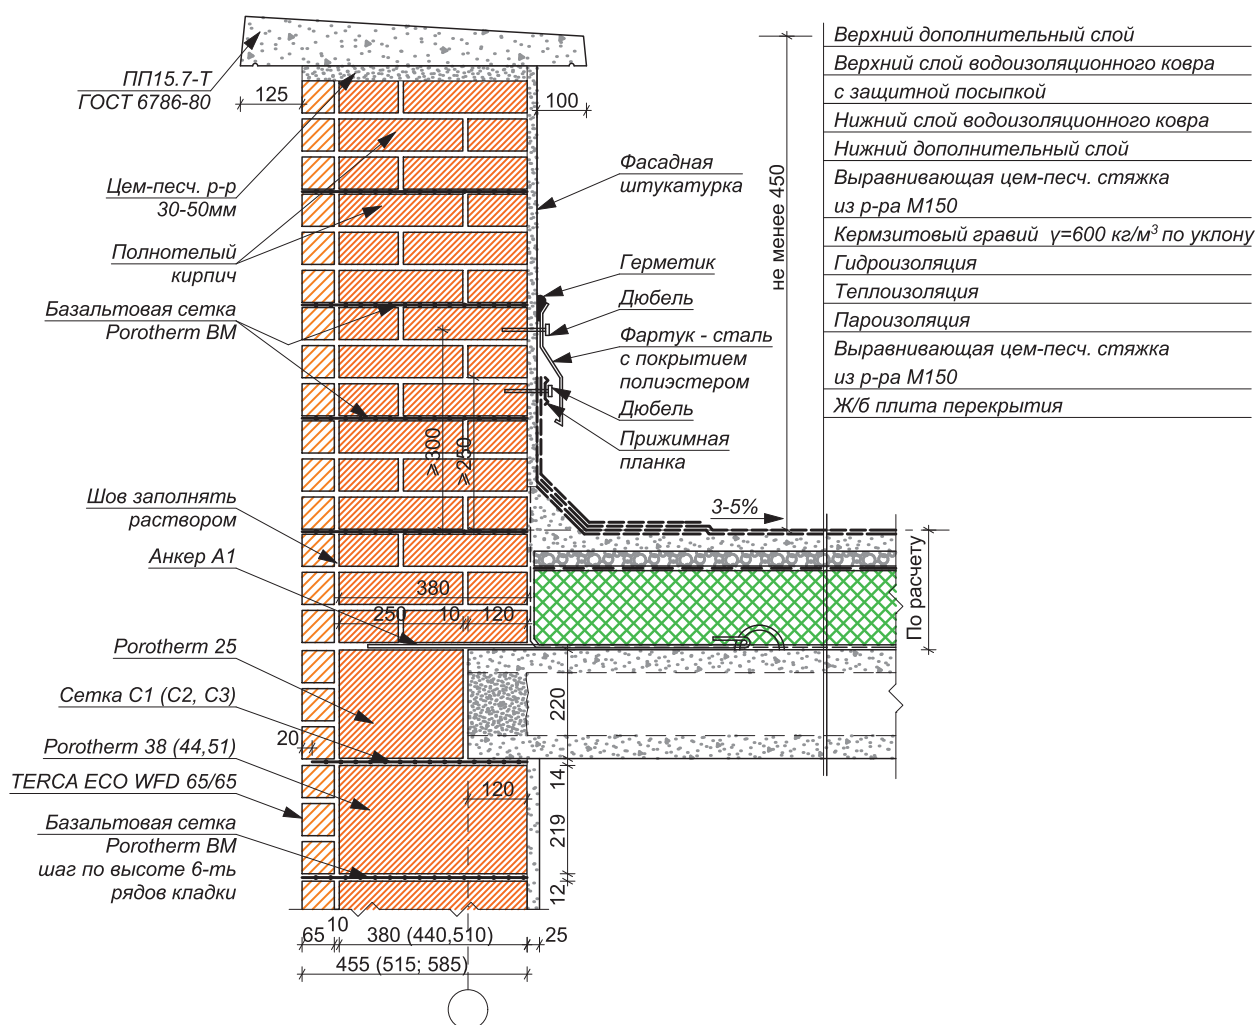 ПП15.7-Т
ГОСТ 6786-80
125
100
Цем-песч. р-р
30-50мм
Полнотелый
кирпич
Базальтовая сетка
Porotherm BM
Шов заполнять
раствором
Анкер А1
Porotherm 25
Сетка С1 (С2, С3)
20
Porotherm 38 (44,51)
TERCA ECO WFD 65/65
Базальтовая сетка
Porotherm BM
шаг по высоте 6-ть
рядов кладки
Фасадная
штукатурка
Герметик
Дюбель
Фартук - сталь
с покрытием
полиэстером
Дюбель
Прижимная
планка
не менее 450
3-5%
⩾300
⩾250
380
250
10
120
По расчету
220
14
120
219
12
10
65
380 (440,510)
25
455 (515; 585)
Верхний дополнительный слой
Верхний слой водоизоляционного ковра
с защитной посыпкой
Нижний слой водоизоляционного ковра
Нижний дополнительный слой
Выравнивающая цем-песч. стяжка
из р-ра М150
Кермзитовый гравий γ=600 кг/м³ по уклону
Гидроизоляция
Теплоизоляция
Пароизоляция
Выравнивающая цем-песч. стяжка
из р-ра М150
Ж/б плита перекрытия